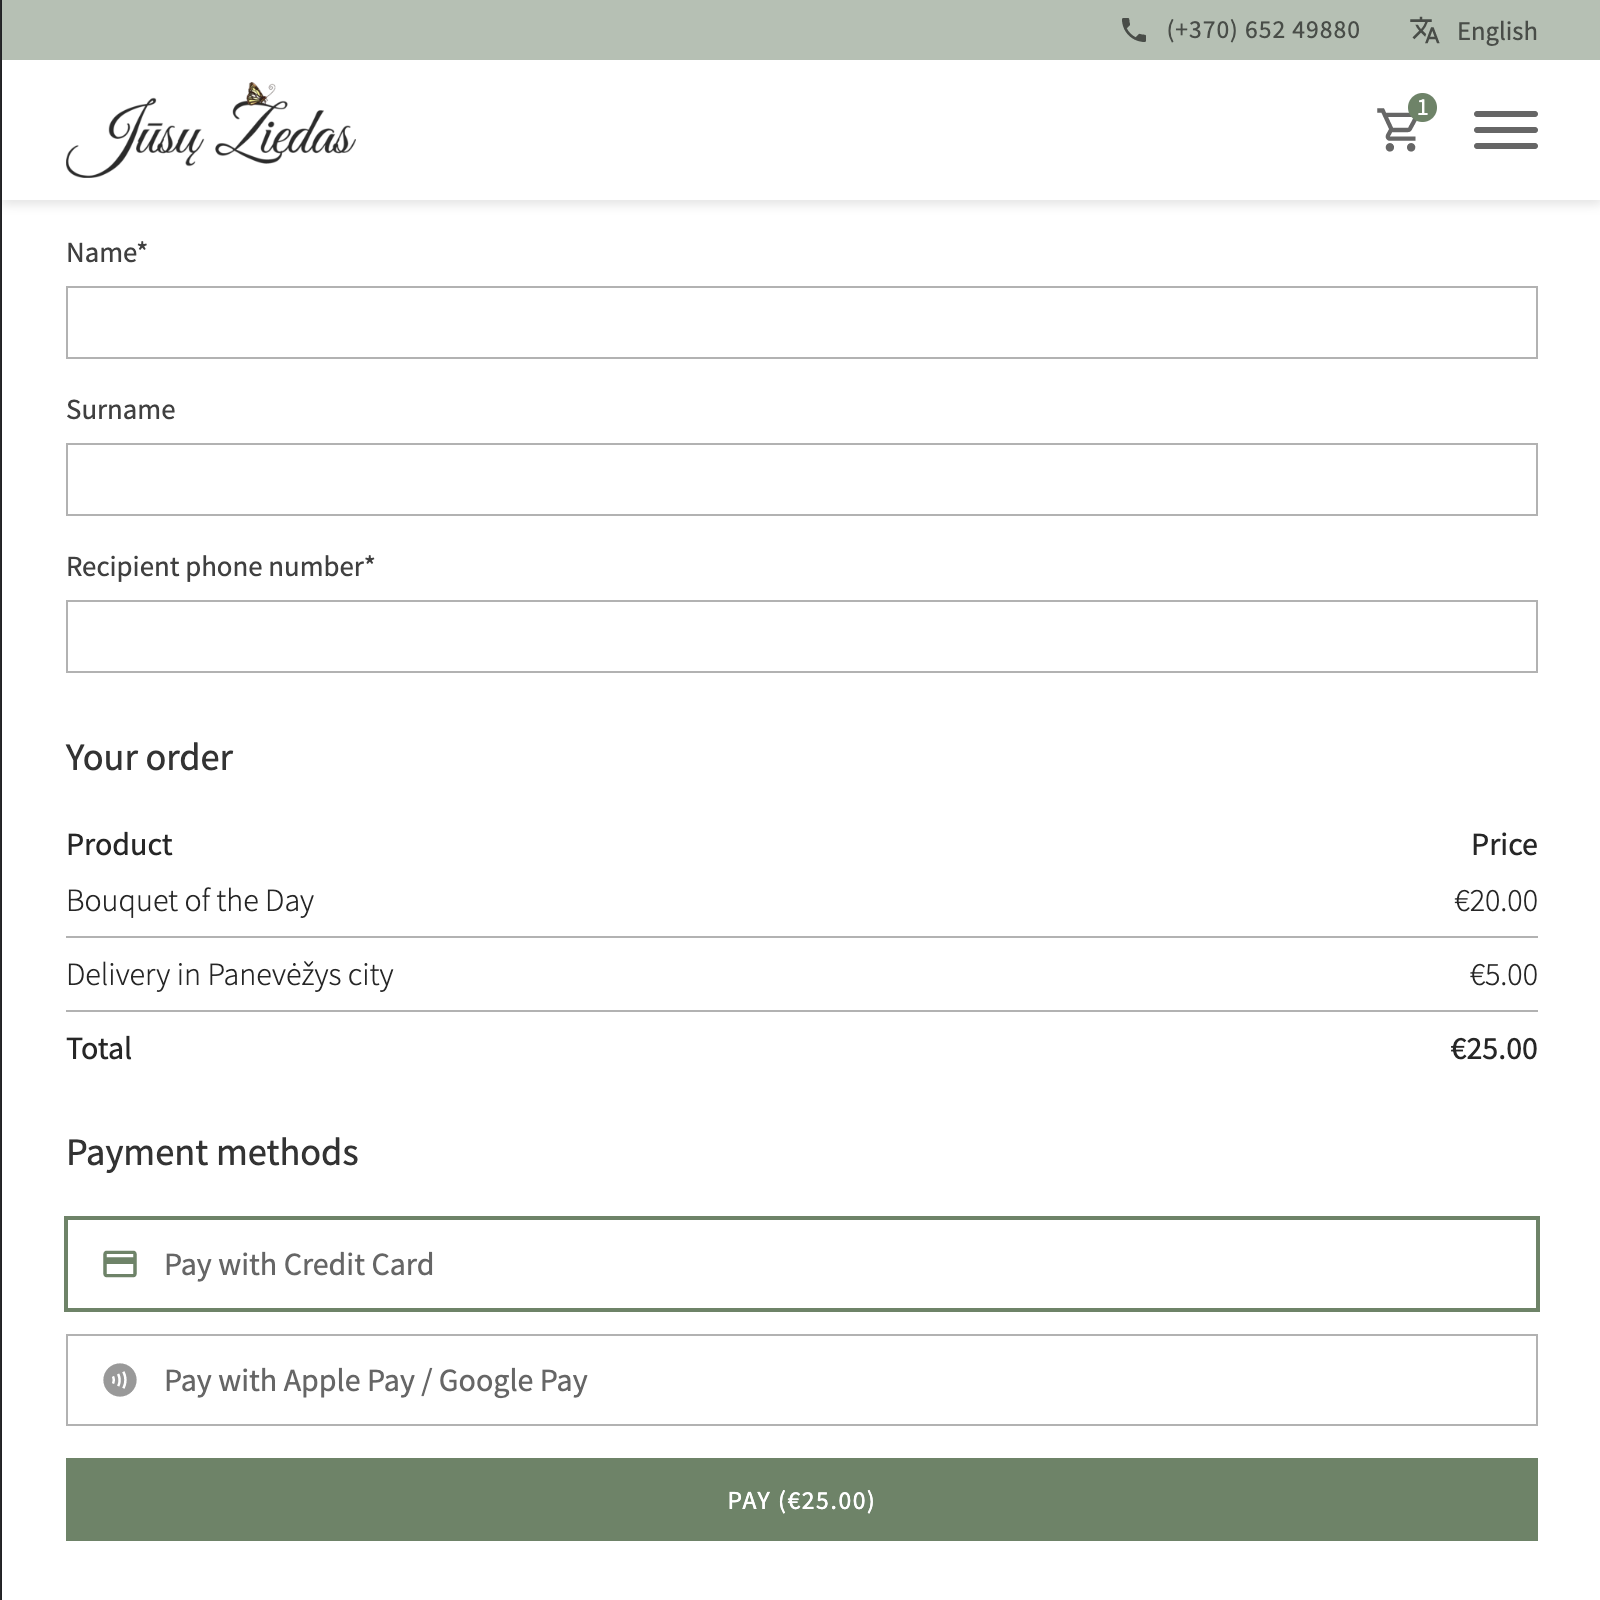 (+370) 652 49880 English
Jūsų Žiedas
1
Name*
Surname
Recipient phone number*
Your order
Product Price
Bouquet of the Day €20.00
Delivery in Panevėžys city €5.00
Total €25.00
Payment methods
Pay with Credit Card
Pay with Apple Pay / Google Pay
PAY (€25.00)